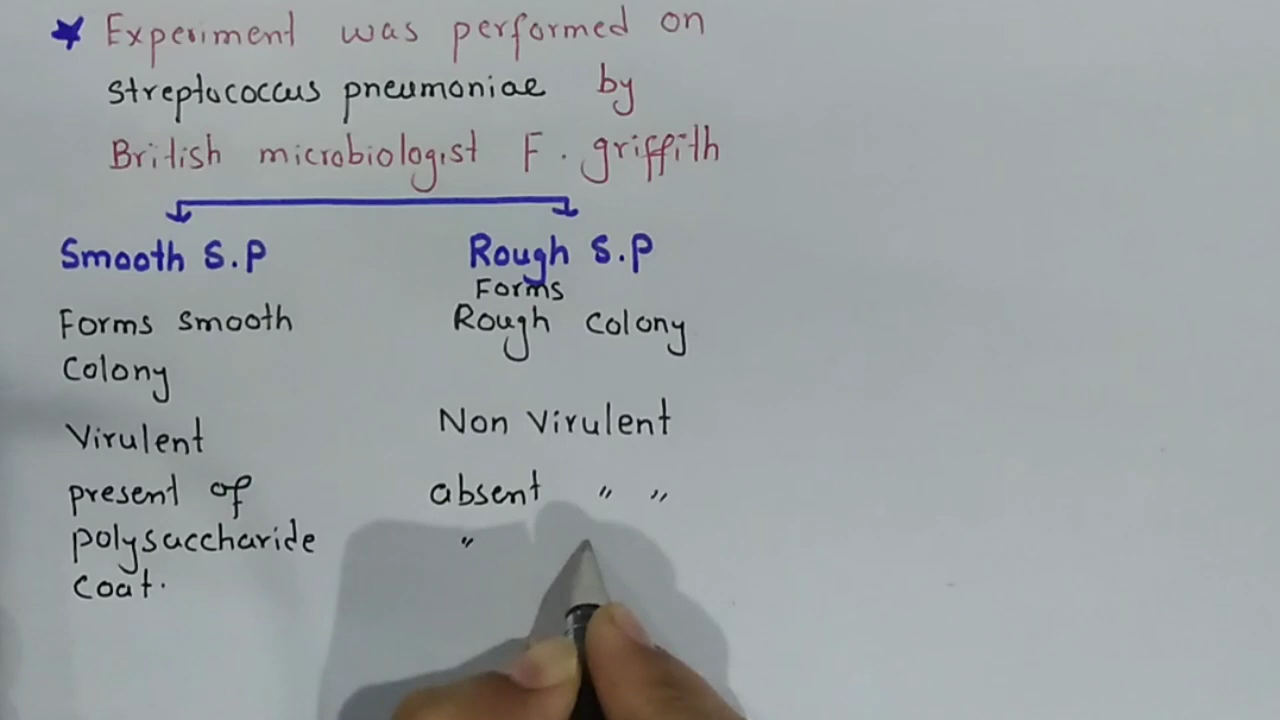 ★ Experiment was performed on
streptococcus pneumoniae by
British microbiologist F. griffith
Smooth S.P
Forms smooth
Colony
Virulent
present of
polysaccharide
coat.
Rough S.P
Forms
Rough colony
Non Virulent
absent " "
"